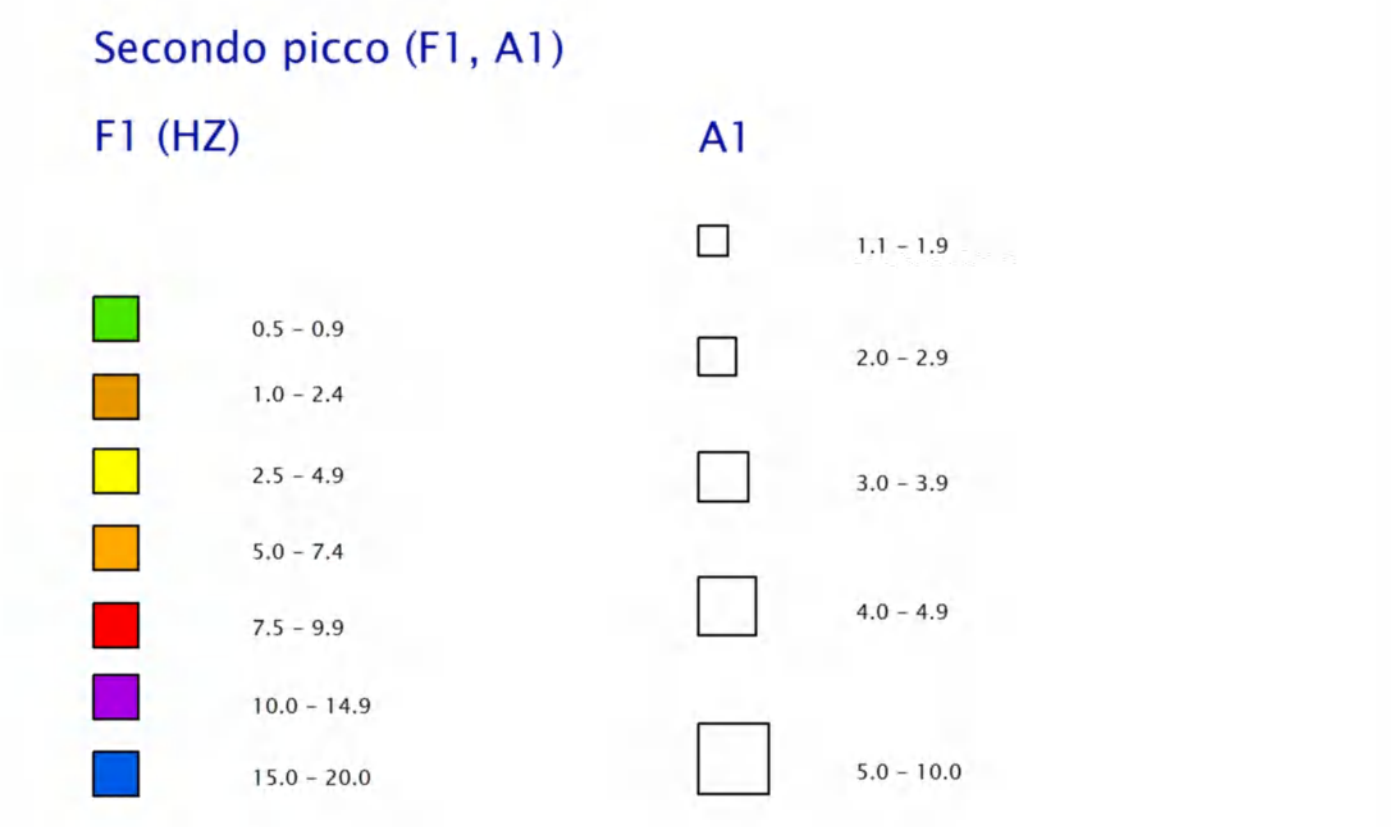 Secondo picco (F1, A1)
F1 (HZ)
0.5 – 0.9
1.0 – 2.4
2.5 – 4.9
5.0 – 7.4
7.5 – 9.9
10.0 – 14.9
15.0 – 20.0
A1
1.1 – 1.9
2.0 – 2.9
3.0 – 3.9
4.0 – 4.9
5.0 – 10.0